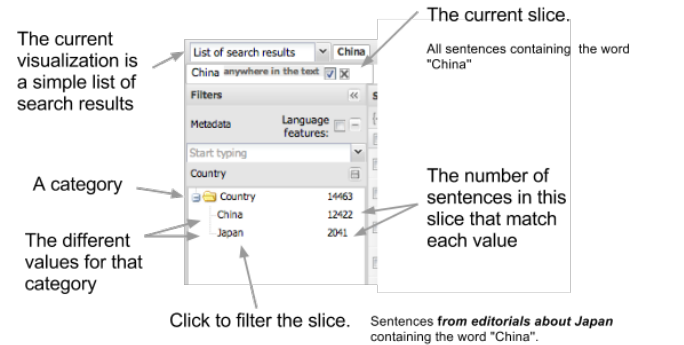 The current slice.
The current
visualization is
a simple list of
search results
List of search results
China
All sentences containing the word
"China"
China anywhere in the text
Filters
Metadata
Language
features:
Start typing
Country
A category
Country 14463
China 12422
Japan 2041
The number of
sentences in this
slice that match
each value
The different
values for that
category
Click to filter the slice.
Sentences from editorials about Japan
containing the word "China".